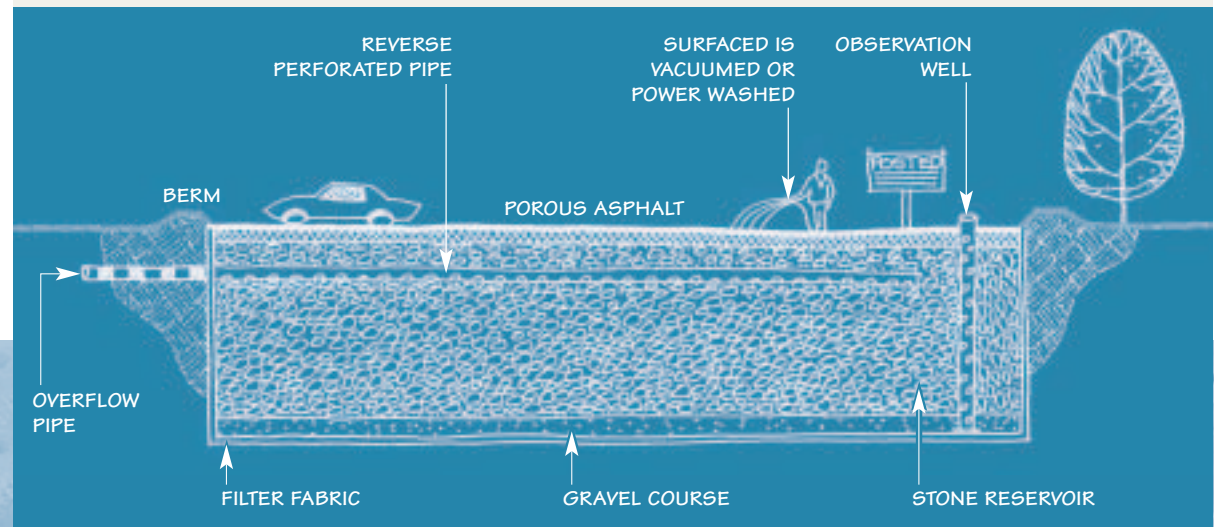 REVERSE
PERFORATED PIPE
SURFACED IS
VACUUMED OR
POWER WASHED
OBSERVATION
WELL
POSTED
BERM
POROUS ASPHALT
OVERFLOW
PIPE
FILTER FABRIC
GRAVEL COURSE
STONE RESERVOIR